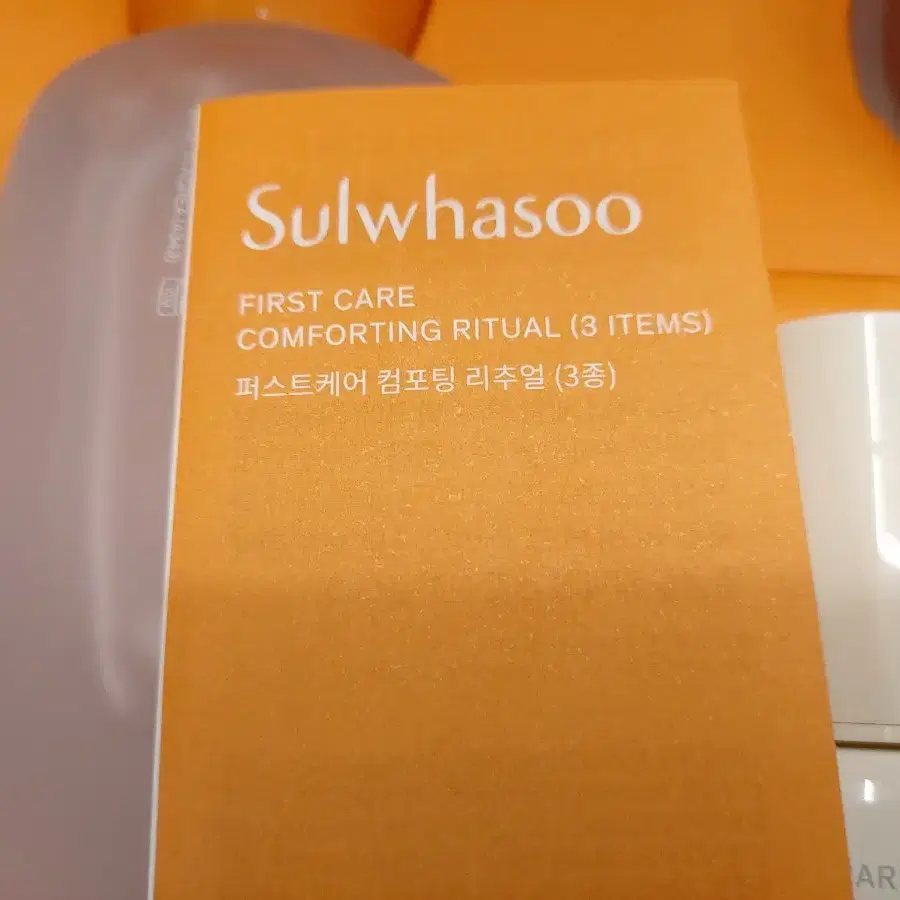 Sulwhasoo
FIRST CARE
COMFORTING RITUAL (3 ITEMS)
퍼스트케어 컴포팅 리추얼 (3종)